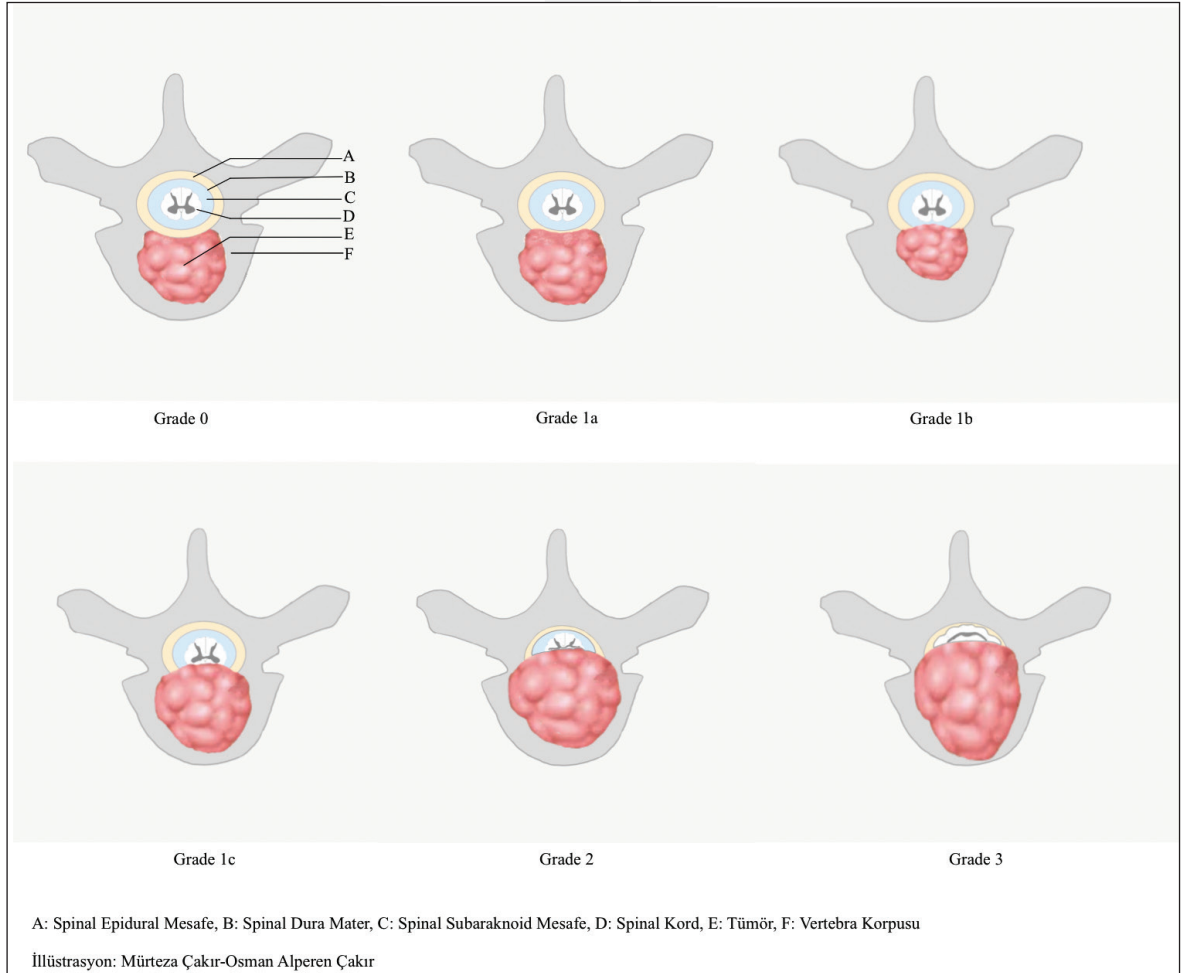 A
B
C
D
E
F
Grade 0
Grade 1a
Grade 1b
Grade 1c
Grade 2
Grade 3
A: Spinal Epidural Mesafe, B: Spinal Dura Mater, C: Spinal Subaraknoid Mesafe, D: Spinal Kord, E: Tümör, F: Vertebra Korpusu
İllüstrasyon: Mürteza Çakır-Osman Alperen Çakır